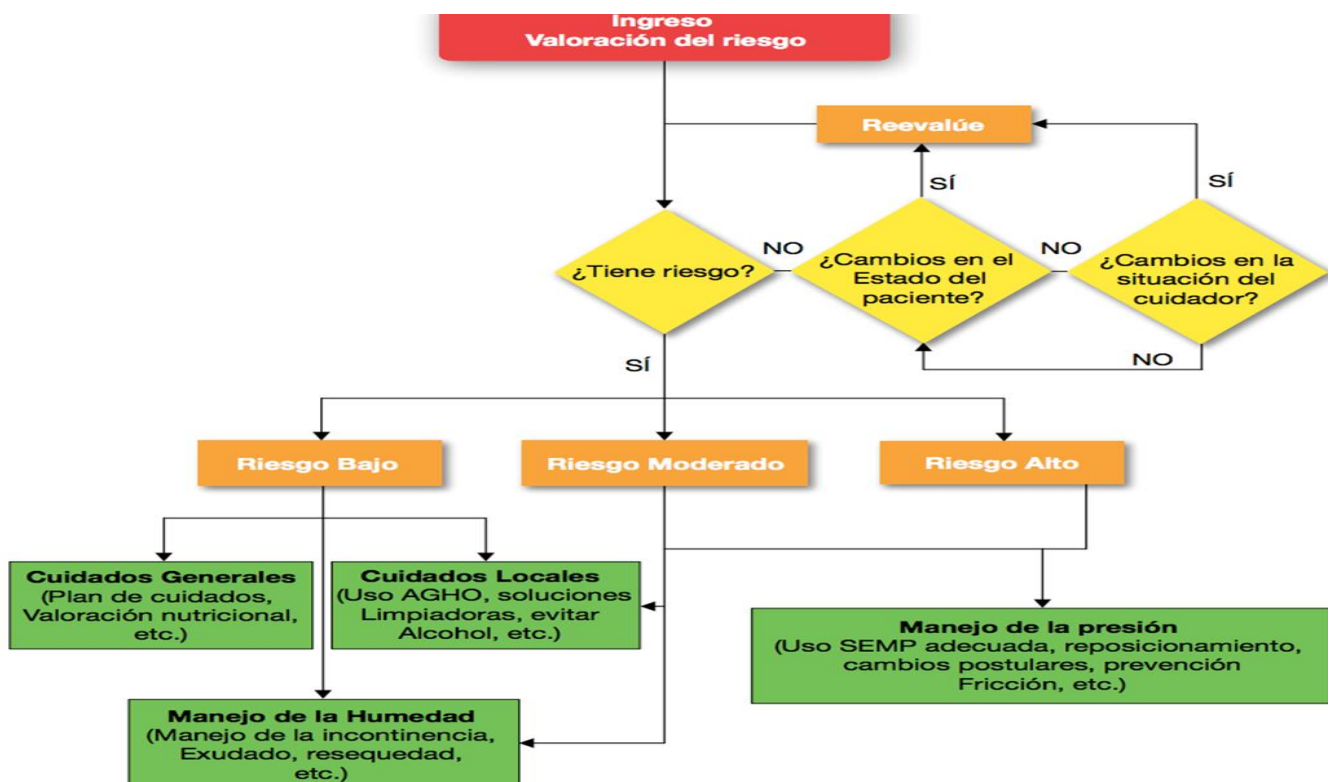 Ingreso
Valoración del riesgo
Reevalúe
SÍ
SÍ
¿Tiene riesgo?
NO
¿Cambios en el
Estado del
paciente?
NO
¿Cambios en la
situación del
cuidador?
NO
SÍ
Riesgo Bajo
Riesgo Moderado
Riesgo Alto
Cuidados Generales
(Plan de cuidados,
Valoración nutricional,
etc.)
Cuidados Locales
(Uso AGHO, soluciones
Limpiadoras, evitar
Alcohol, etc.)
Manejo de la presión
(Uso SEMP adecuada, reposicionamiento,
cambios postulares, prevención
Fricción, etc.)
Manejo de la Humedad
(Manejo de la incontinencia,
Exudado, resequedad,
etc.)